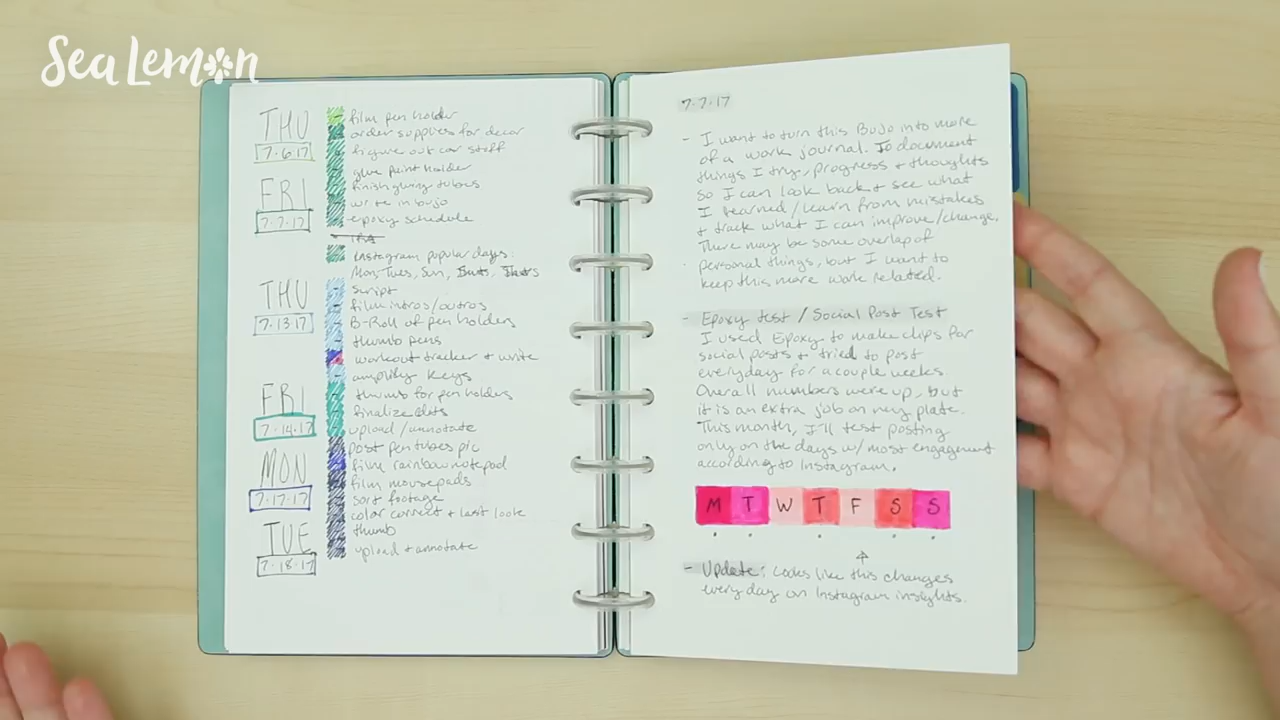 Sea Lemon
THU
7.6.17
FRI
7.7.17
THU
7.13.17
FRI
7.14.17
MON
7.17.17
TUE
7.18.17
film pen holder
order supplies for decor
figure out car stuff
glue paint holder
finish gluing tubes
write in bujo
epoxy schedule
Instagram popular days:
Mon, Tues, Sun,
script
film intros/outros
B-Roll of pen holders
thumb pens
workout tracker + write
amplify keys
thumb for pen holders
finalize edits
upload/annotate
post pen tubes pic
film rainbow notepad
film mousepads
sort footage
color correct + last look
thumb
upload + annotate
7.7.17
- I want to turn this Bujo into more
of a work journal. To document
things I try, progress + thoughts
so I can look back + see what
I learned/learn from mistakes
+ track what I can improve/change.
There may be some overlap of
personal things, but I want to
keep this more work related.
- Epoxy test / Social Post Test
I used Epoxy to make clips for
social posts + tried to post
everyday for a couple weeks.
Overall numbers were up, but
it is an extra job on my plate.
This month, I'll test posting
only on the days w/ most engagement
according to Instagram.
M T W T F S S
- Update: Looks like this changes
every day on Instagram insights.